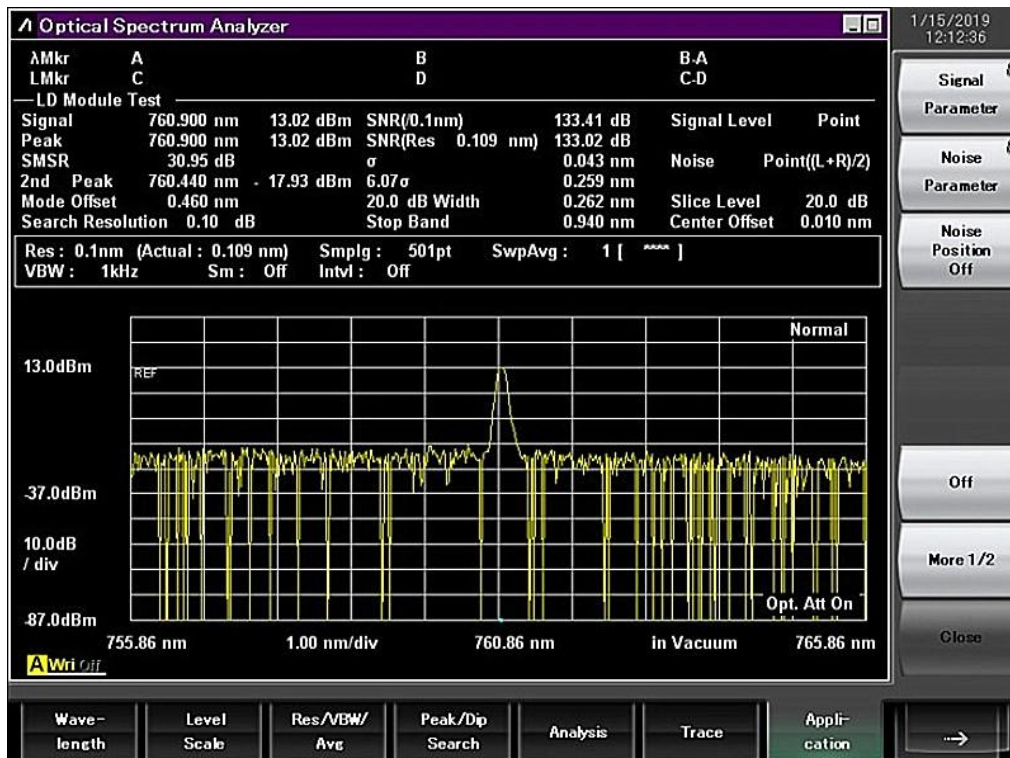 Optical Spectrum Analyzer
1/15/2019
12:12:36
λMkr A B B-A
LMkr C D C-D
LD Module Test
Signal 760.900 nm 13.02 dBm SNR(/0.1nm) 133.41 dB Signal Level Point
Peak 760.900 nm 13.02 dBm SNR(Res 0.109 nm) 133.02 dB
SMSR 30.95 dB σ 0.043 nm Noise Point((L+R)/2)
2nd Peak 760.440 nm - 17.93 dBm 6.07σ 0.259 nm
Mode Offset 0.460 nm 20.0 dB Width 0.262 nm Slice Level 20.0 dB
Search Resolution 0.10 dB Stop Band 0.940 nm Center Offset 0.010 nm
Res : 0.1nm (Actual : 0.109 nm) Smplg : 501pt SwpAvg : 1 [ **** ]
VBW : 1kHz Sm : Off Intvl : Off
Normal
13.0dBm
REF
-37.0dBm
10.0dB
/ div
Opt. Att On
-87.0dBm
755.86 nm 1.00 nm/div 760.86 nm in Vacuum 765.86 nm
A Wri Off
Signal
Parameter
Noise
Parameter
Noise
Position
Off
Off
More 1/2
Close
Wave-
length
Level
Scale
Res/VBW/
Avg
Peak/Dip
Search
Analysis
Trace
Appli-
cation